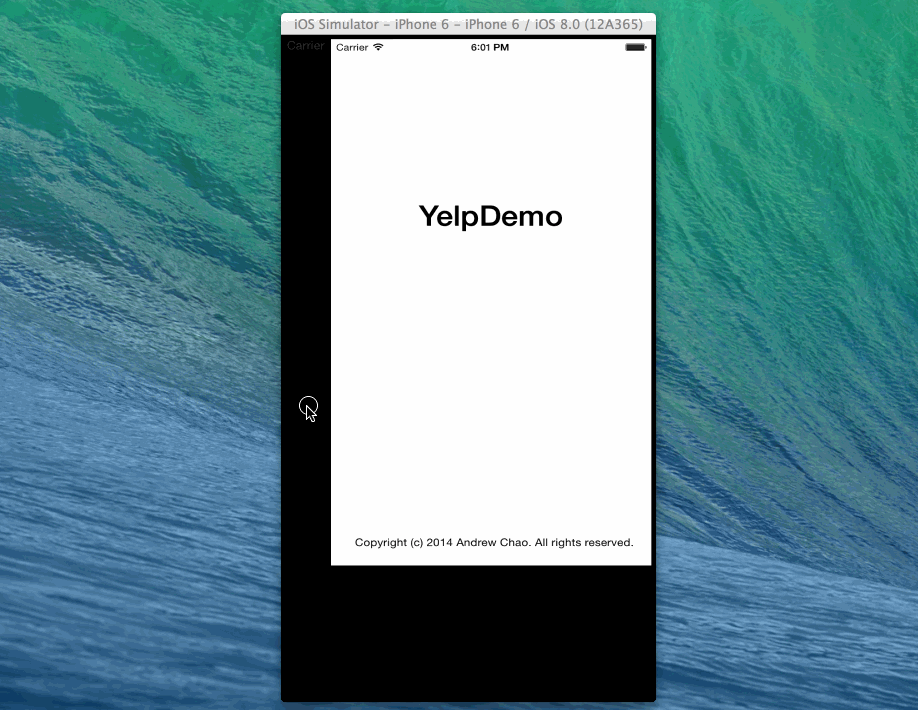 iOS Simulator – iPhone 6 – iPhone 6 / iOS 8.0 (12A365)
Carrier
Carrier 6:01 PM
YelpDemo
Copyright (c) 2014 Andrew Chao. All rights reserved.